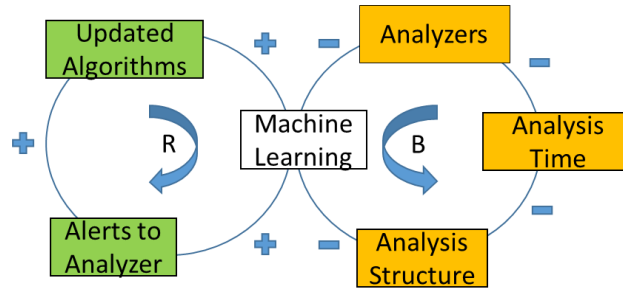 Updated
Algorithms
Analyzers
R
Machine
Learning
B
Analysis
Time
Alerts to
Analyzer
Analysis
Structure